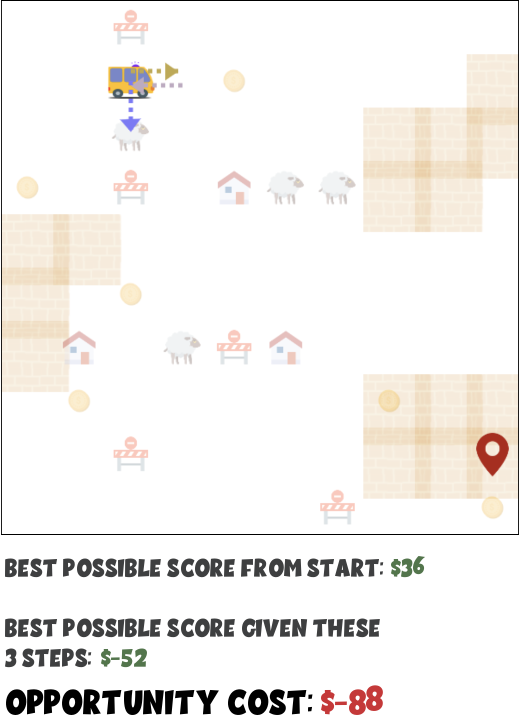 BEST POSSIBLE SCORE FROM START: $36
BEST POSSIBLE SCORE GIVEN THESE
3 STEPS: $-52
OPPORTUNITY COST: $-88